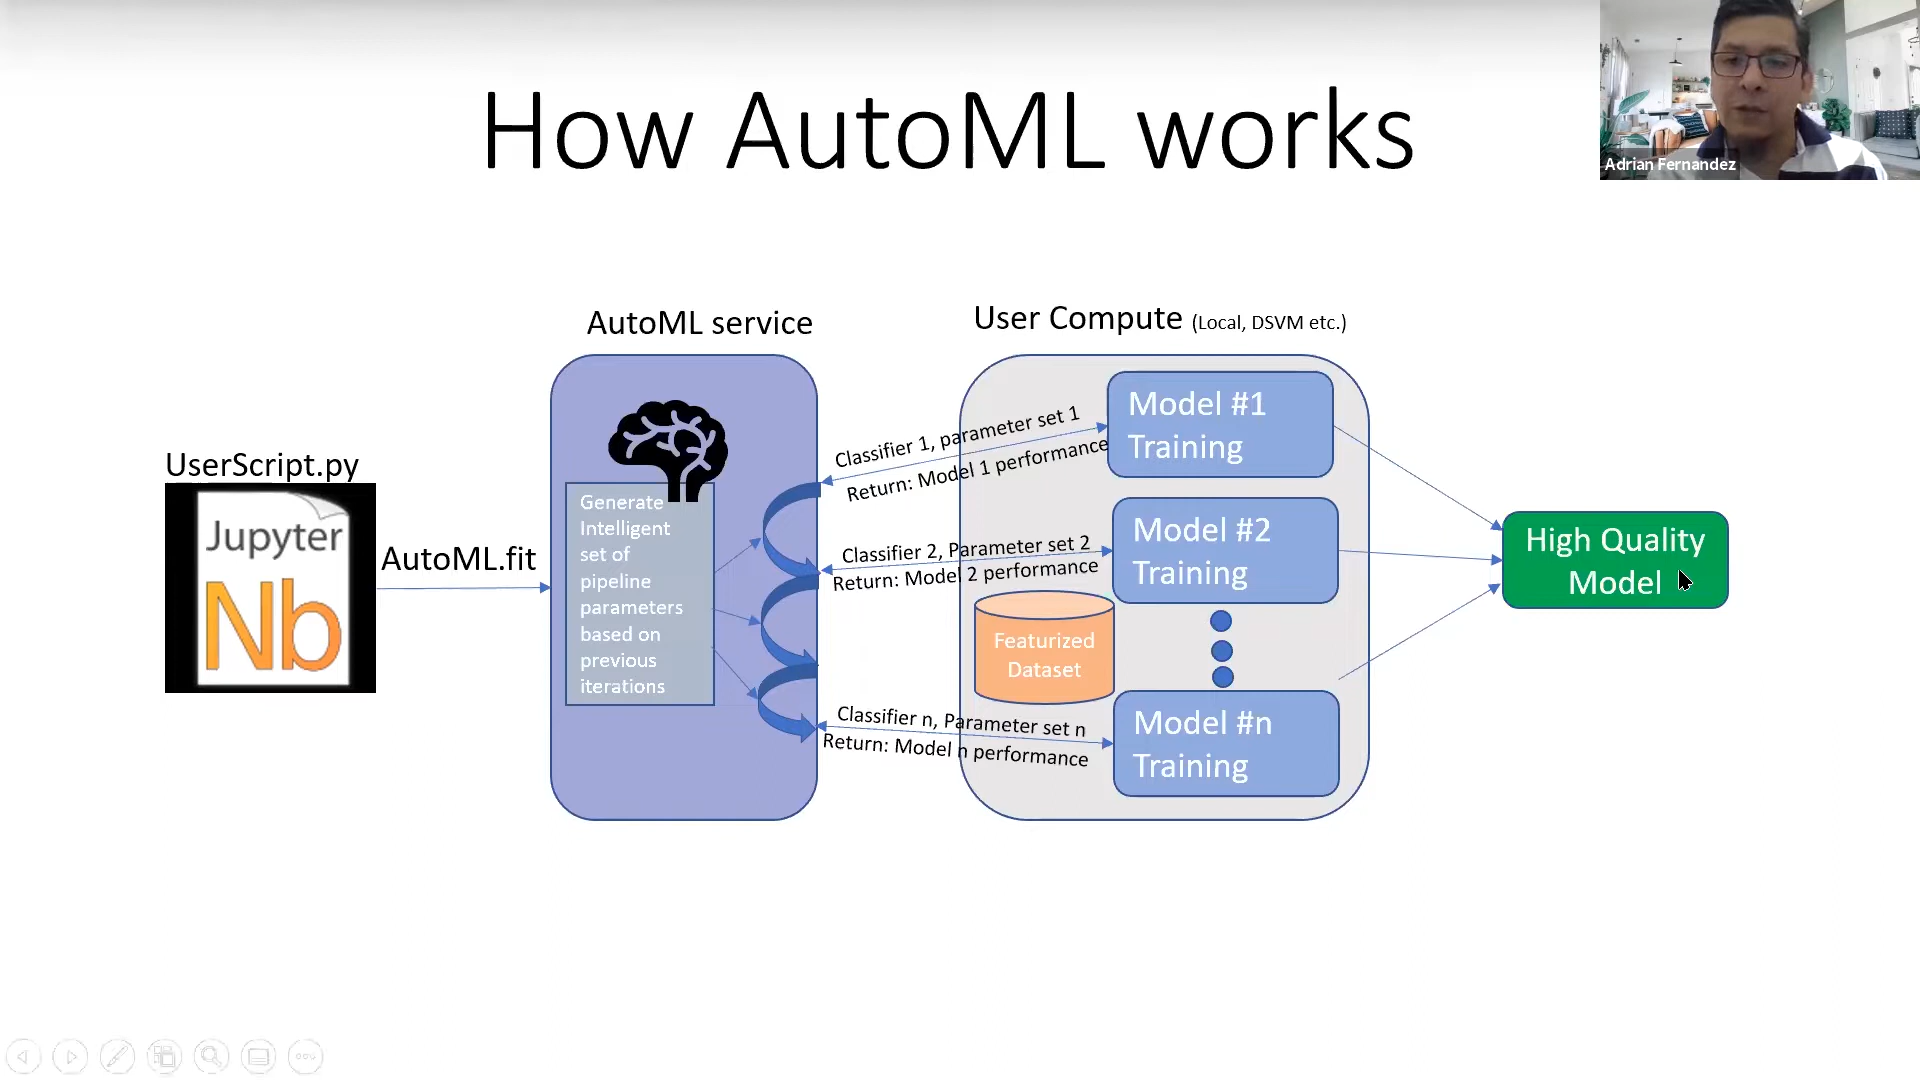 How AutoML works
Adrian Fernandez
AutoML service
User Compute (Local, DSVM etc.)
UserScript.py
Jupyter
Nb
AutoML.fit
Generate
Intelligent
set of
pipeline
parameters
based on
previous
iterations
Classifier 1, parameter set 1
Return: Model 1 performance
Classifier 2, Parameter set 2
Return: Model 2 performance
Classifier n, Parameter set n
Return: Model n performance
Featurized
Dataset
Model #1
Training
Model #2
Training
Model #n
Training
High Quality
Model